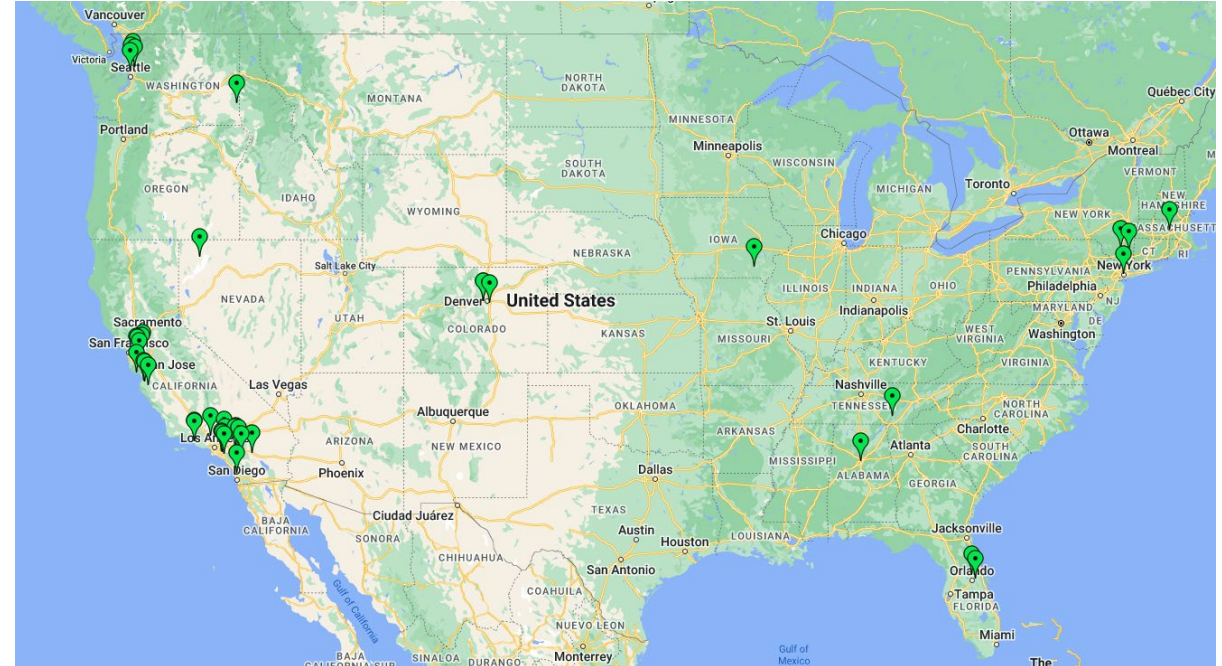 Vancouver
Québec City
Victoria
Seattle
WASHINGTON
NORTH
DAKOTA
MONTANA
MINNESOTA
Ottawa
Montreal
Portland
Minneapolis
VERMONT
SOUTH
DAKOTA
WISCONSIN
MICHIGAN
Toronto
NEW
OREGON
IDAHO
WYOMING
NEW YORK
IOWA
Chicago
CT
RI
NEBRASKA
Salt Lake City
PENNSYLVANIA
New York
NEVADA
ILLINOIS
INDIANA
OHIO
Philadelphia
Denver
United States
Indianapolis
MARYLAND
NJ
UTAH
Sacramento
COLORADO
St. Louis
DE
KANSAS
MISSOURI
WEST
VIRGINIA
Washington
San Francisco
San Jose
KENTUCKY
VIRGINIA
CALIFORNIA
Las Vegas
Nashville
OKLAHOMA
TENNESSEE
NORTH
CAROLINA
Albuquerque
Charlotte
ARKANSAS
ARIZONA
NEW MEXICO
Atlanta
SOUTH
CAROLINA
MISSISSIPPI
San Diego
Phoenix
Dallas
ALABAMA
GEORGIA
Ciudad Juárez
TEXAS
BAJA
CALIFORNIA
Jacksonville
SONORA
Austin
Houston
LOUISIANA
CHIHUAHUA
San Antonio
Orlando
COAHUILA
Tampa
FLORIDA
Gulf of
California
NUEVO LEON
Miami
Gulf of
Mexico
Monterrey
BAJA
CALIFORNIA SUR
SINALOA
DURANGO
The